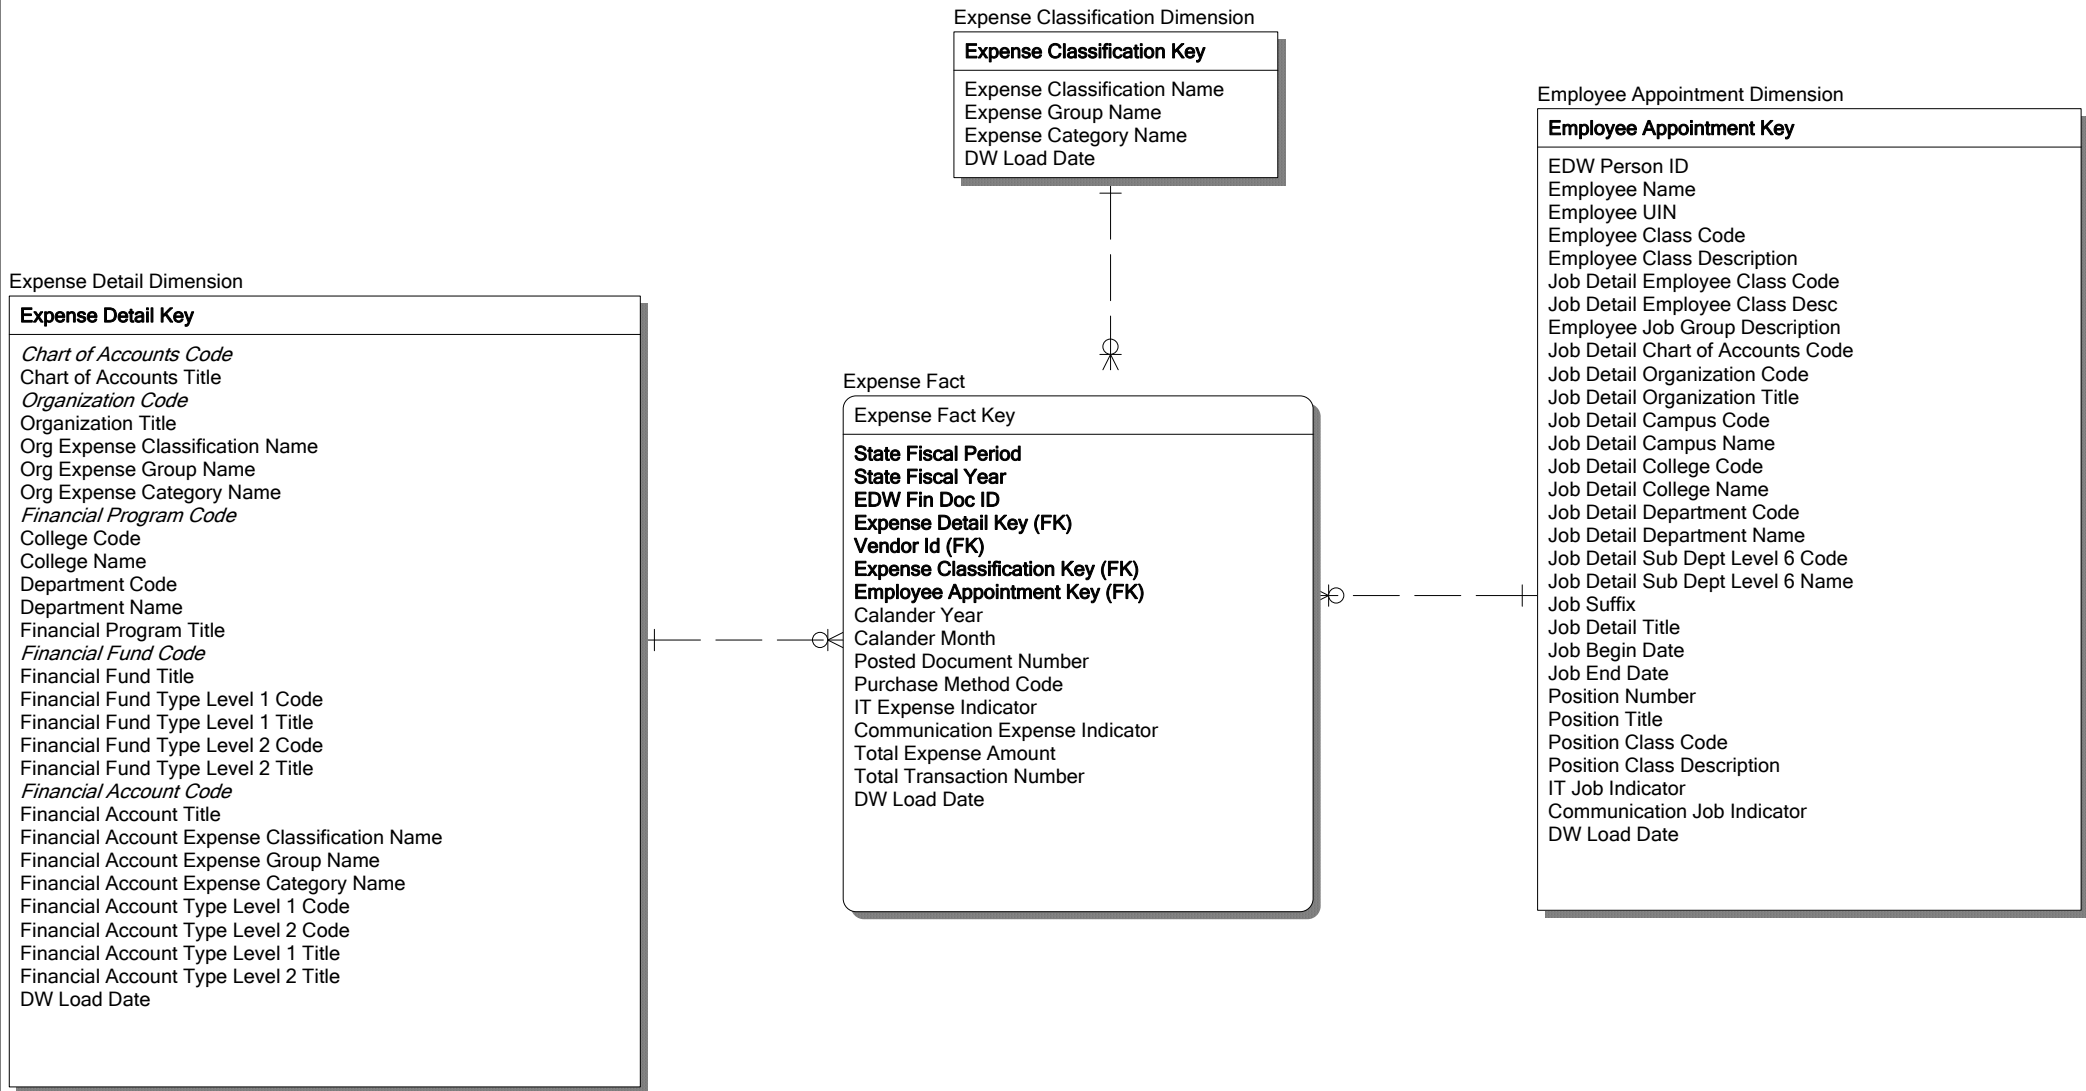 Expense Classification Dimension
Expense Classification Key
Expense Classification Name
Expense Group Name
Expense Category Name
DW Load Date
Employee Appointment Dimension
Employee Appointment Key
EDW Person ID
Employee Name
Employee UIN
Employee Class Code
Employee Class Description
Job Detail Employee Class Code
Job Detail Employee Class Desc
Employee Job Group Description
Job Detail Chart of Accounts Code
Job Detail Organization Code
Job Detail Organization Title
Job Detail Campus Code
Job Detail Campus Name
Job Detail College Code
Job Detail College Name
Job Detail Department Code
Job Detail Department Name
Job Detail Sub Dept Level 6 Code
Job Detail Sub Dept Level 6 Name
Job Suffix
Job Detail Title
Job Begin Date
Job End Date
Position Number
Position Title
Position Class Code
Position Class Description
IT Job Indicator
Communication Job Indicator
DW Load Date
Expense Detail Dimension
Expense Detail Key
Chart of Accounts Code
Chart of Accounts Title
Organization Code
Organization Title
Org Expense Classification Name
Org Expense Group Name
Org Expense Category Name
Financial Program Code
College Code
College Name
Department Code
Department Name
Financial Program Title
Financial Fund Code
Financial Fund Title
Financial Fund Type Level 1 Code
Financial Fund Type Level 1 Title
Financial Fund Type Level 2 Code
Financial Fund Type Level 2 Title
Financial Account Code
Financial Account Title
Financial Account Expense Classification Name
Financial Account Expense Group Name
Financial Account Expense Category Name
Financial Account Type Level 1 Code
Financial Account Type Level 2 Code
Financial Account Type Level 1 Title
Financial Account Type Level 2 Title
DW Load Date
Expense Fact
Expense Fact Key
State Fiscal Period
State Fiscal Year
EDW Fin Doc ID
Expense Detail Key (FK)
Vendor Id (FK)
Expense Classification Key (FK)
Employee Appointment Key (FK)
Calander Year
Calander Month
Posted Document Number
Purchase Method Code
IT Expense Indicator
Communication Expense Indicator
Total Expense Amount
Total Transaction Number
DW Load Date